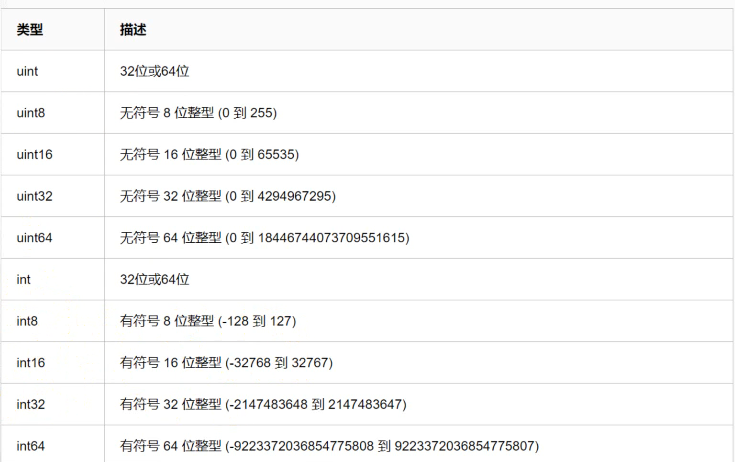 类型 描述
uint 32位或64位
uint8 无符号 8 位整型 (0 到 255)
uint16 无符号 16 位整型 (0 到 65535)
uint32 无符号 32 位整型 (0 到 4294967295)
uint64 无符号 64 位整型 (0 到 18446744073709551615)
int 32位或64位
int8 有符号 8 位整型 (-128 到 127)
int16 有符号 16 位整型 (-32768 到 32767)
int32 有符号 32 位整型 (-2147483648 到 2147483647)
int64 有符号 64 位整型 (-9223372036854775808 到 9223372036854775807)